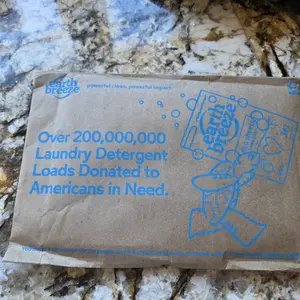 earth
breeze
powerful clean, powerful impact.
Over 200,000,000
Laundry Detergent
Loads Donated to
Americans in Need.
earth
breeze